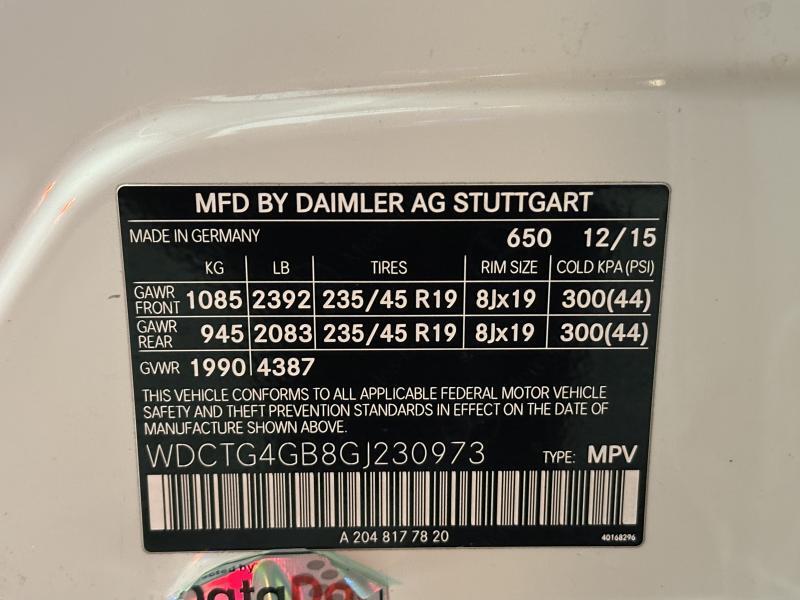 MFD BY DAIMLER AG STUTTGART
MADE IN GERMANY 650 12/15
KG LB TIRES RIM SIZE COLD KPA (PSI)
GAWR FRONT 1085 2392 235/45 R19 8Jx19 300(44)
GAWR REAR 945 2083 235/45 R19 8Jx19 300(44)
GVWR 1990 4387
THIS VEHICLE CONFORMS TO ALL APPLICABLE FEDERAL MOTOR VEHICLE
SAFETY AND THEFT PREVENTION STANDARDS IN EFFECT ON THE DATE OF
MANUFACTURE SHOWN ABOVE.
WDCTG4GB8GJ230973 TYPE: MPV
A 204 817 78 20 40168296